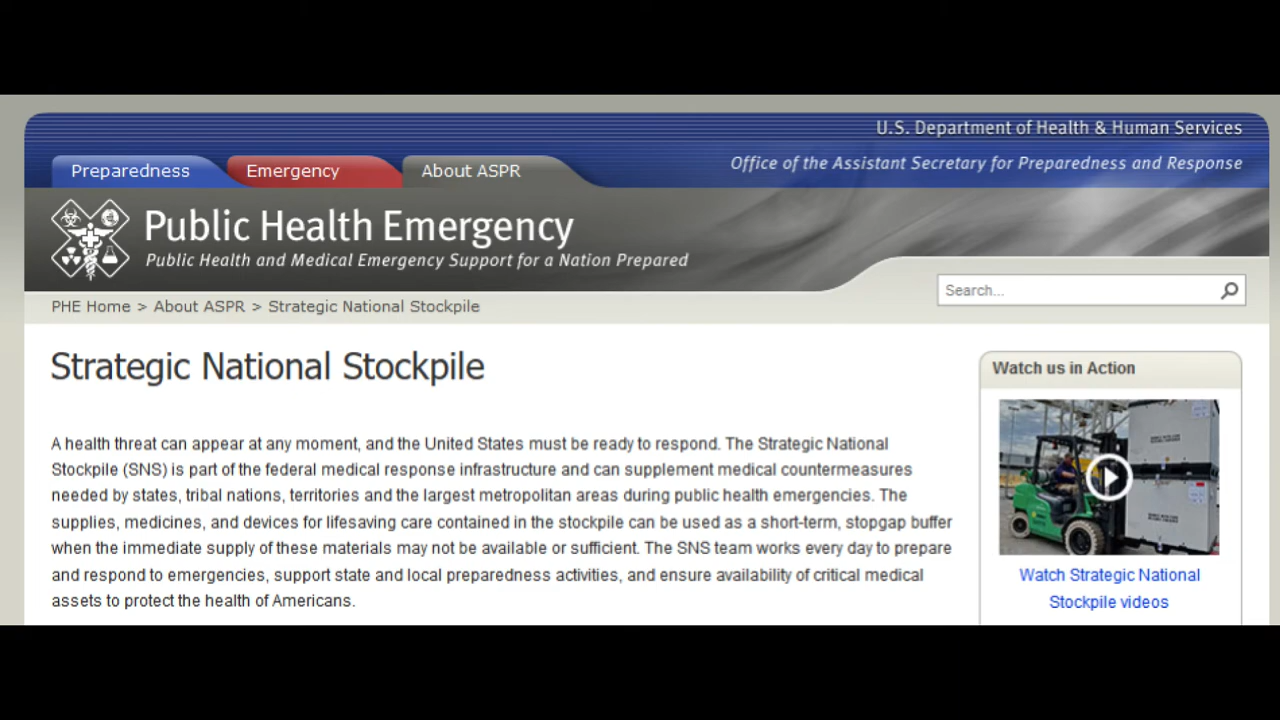 U.S. Department of Health & Human Services
Preparedness
Emergency
About ASPR
Office of the Assistant Secretary for Preparedness and Response
Public Health Emergency
Public Health and Medical Emergency Support for a Nation Prepared
Search...
PHE Home > About ASPR > Strategic National Stockpile
Strategic National Stockpile
A health threat can appear at any moment, and the United States must be ready to respond. The Strategic National
Stockpile (SNS) is part of the federal medical response infrastructure and can supplement medical countermeasures
needed by states, tribal nations, territories and the largest metropolitan areas during public health emergencies. The
supplies, medicines, and devices for lifesaving care contained in the stockpile can be used as a short-term, stopgap buffer
when the immediate supply of these materials may not be available or sufficient. The SNS team works every day to prepare
and respond to emergencies, support state and local preparedness activities, and ensure availability of critical medical
assets to protect the health of Americans.
Watch us in Action
Watch Strategic National
Stockpile videos